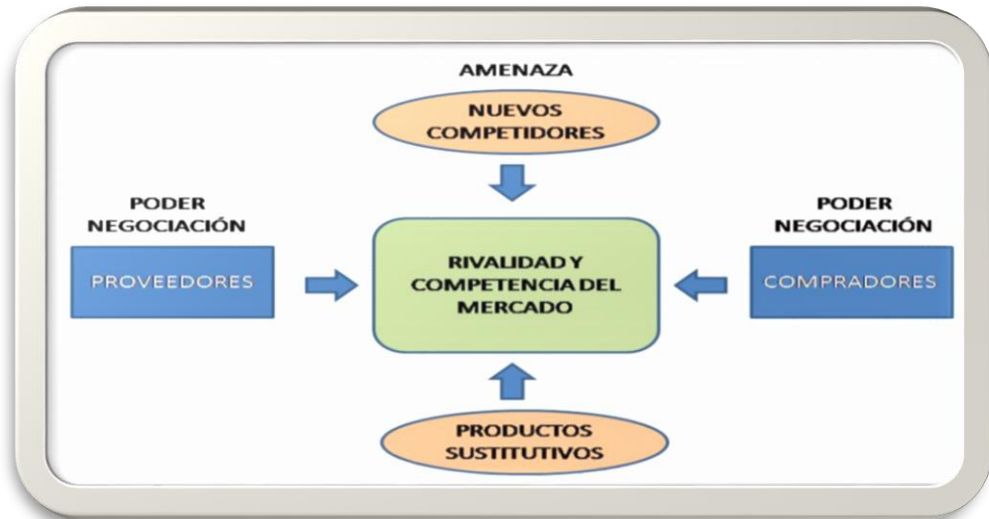 AMENAZA
NUEVOS
COMPETIDORES
PODER
NEGOCIACIÓN
PROVEEDORES
RIVALIDAD Y
COMPETENCIA DEL
MERCADO
PODER
NEGOCIACIÓN
COMPRADORES
PRODUCTOS
SUSTITUTIVOS